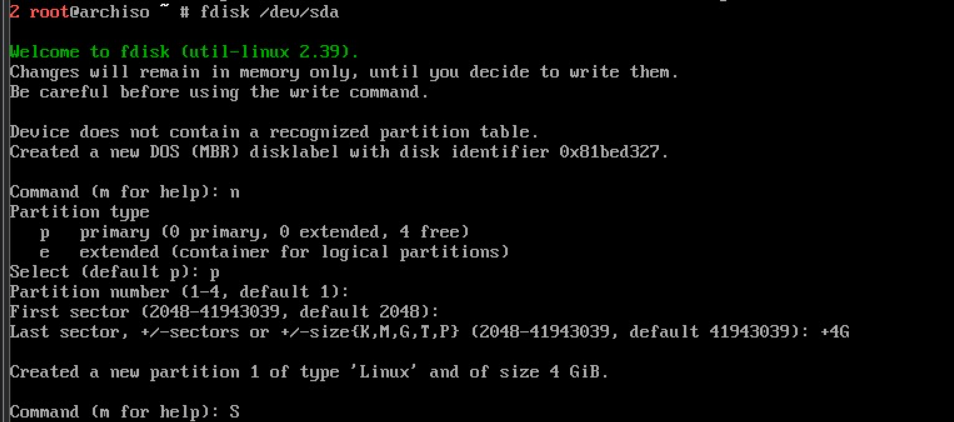 2 root@archiso ~ # fdisk /dev/sda
Welcome to fdisk (util-linux 2.39).
Changes will remain in memory only, until you decide to write them.
Be careful before using the write command.
Device does not contain a recognized partition table.
Created a new DOS (MBR) disklabel with disk identifier 0x81bed327.
Command (m for help): n
Partition type
   p   primary (0 primary, 0 extended, 4 free)
   e   extended (container for logical partitions)
Select (default p): p
Partition number (1-4, default 1):
First sector (2048-41943039, default 2048):
Last sector, +/-sectors or +/-size{K,M,G,T,P} (2048-41943039, default 41943039): +4G
Created a new partition 1 of type 'Linux' and of size 4 GiB.
Command (m for help): S